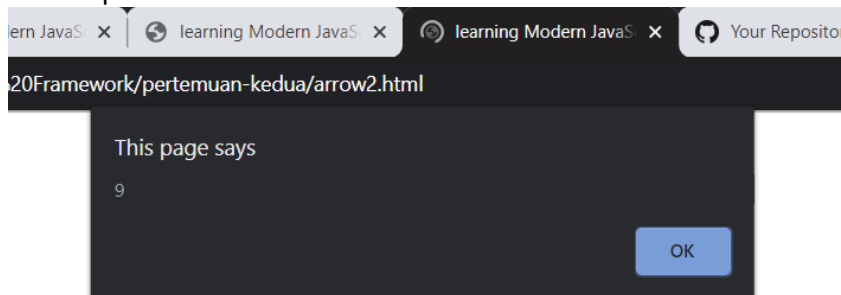 lern JavaS learning Modern JavaS learning Modern JavaS Your Reposito
20Framework/pertemuan-kedua/arrow2.html
This page says
9
OK